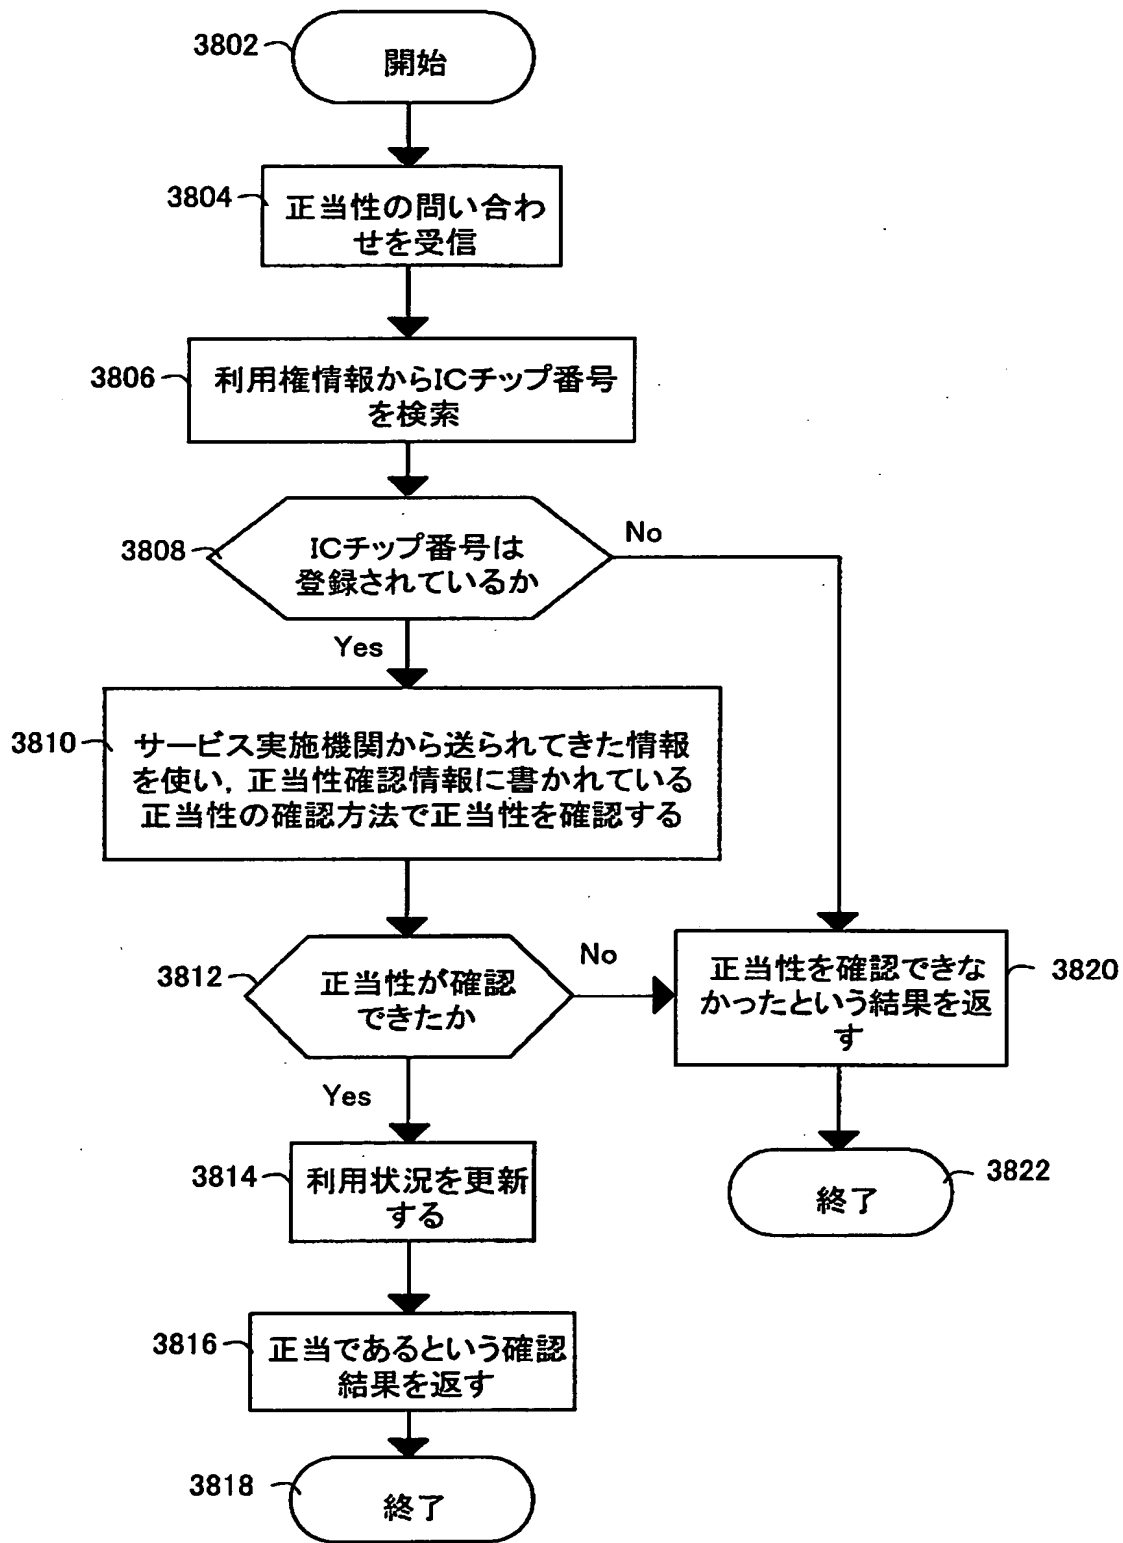 3802
開始
3804
正当性の問い合わ
せを受信
3806
利用権情報からICチップ番号
を検索
3808
ICチップ番号は
登録されているか
No
Yes
3810
サービス実施機関から送られてきた情報
を使い，正当性確認情報に書かれている
正当性の確認方法で正当性を確認する
3812
正当性が確認
できたか
No
Yes
3820
正当性を確認できな
かったという結果を返
す
3814
利用状況を更新
する
3822
終了
3816
正当であるという確認
結果を返す
3818
終了